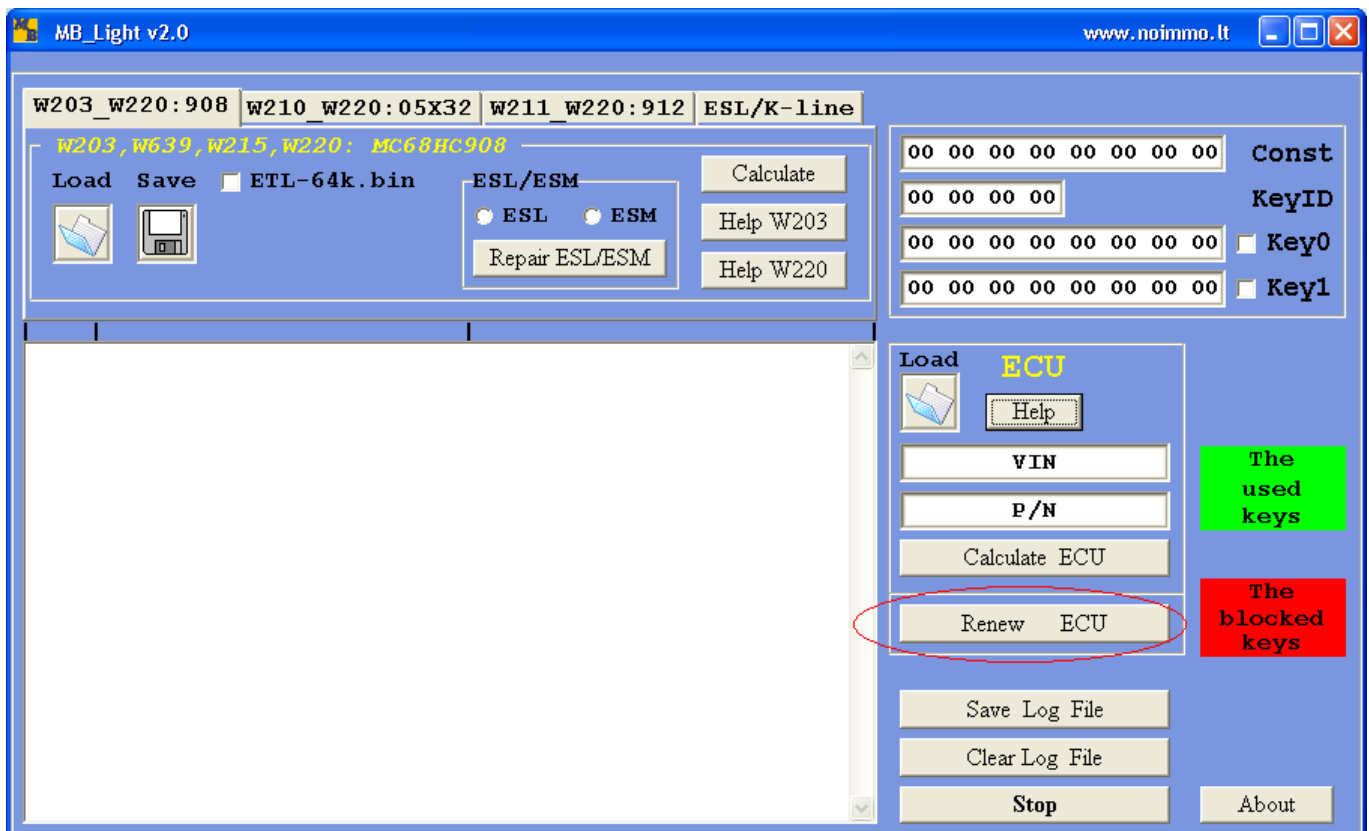 MB_Light v2.0
www.noimmo.lt
W203_W220:908
W210_W220:05X32
W211_W220:912
ESL/K-line
W203,W639,W215,W220: MC68HC908
Load
Save
ETL-64k.bin
ESL/ESM
ESL
ESM
Repair ESL/ESM
Calculate
Help W203
Help W220
00 00 00 00 00 00 00 00 Const
00 00 00 00 KeyID
00 00 00 00 00 00 00 00 Key0
00 00 00 00 00 00 00 00 Key1
Load
ECU
Help
VIN
P/N
Calculate ECU
Renew ECU
The
used
keys
The
blocked
keys
Save Log File
Clear Log File
Stop
About